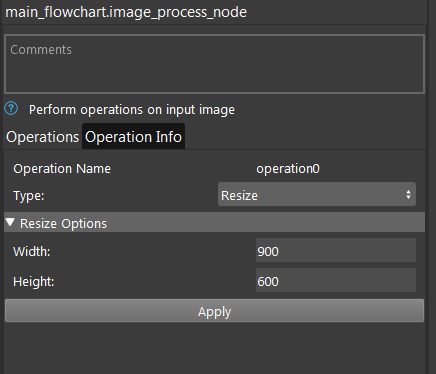 main_flowchart.image_process_node
Comments
? Perform operations on input image
Operations Operation Info
Operation Name operation0
Type: Resize
Resize Options
Width: 900
Height: 600
Apply